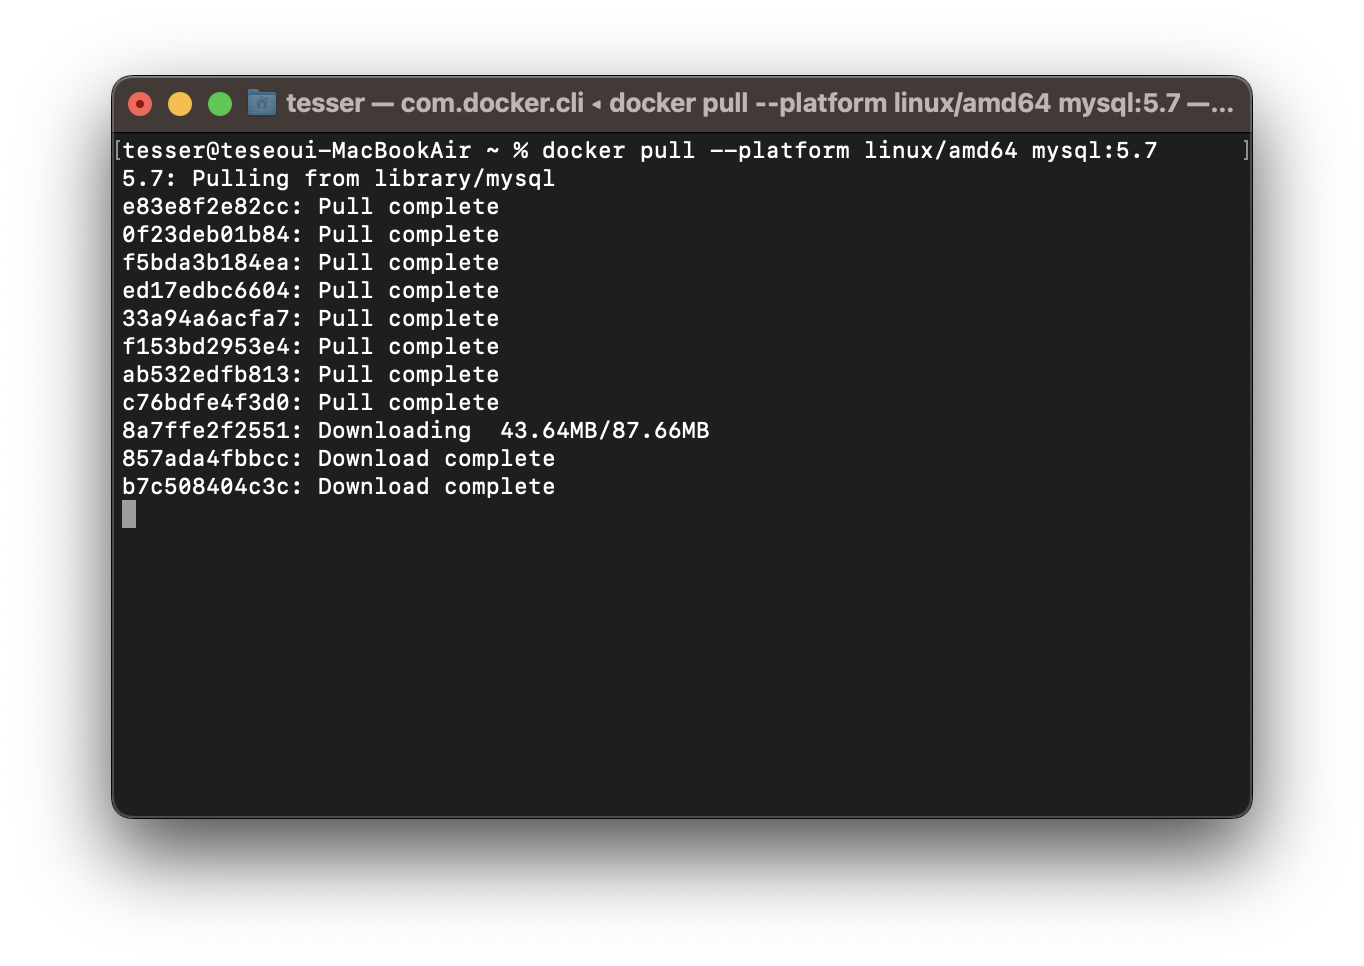 tesser — com.docker.cli ◂ docker pull --platform linux/amd64 mysql:5.7 —...
[tesser@teseoui-MacBookAir ~ % docker pull --platform linux/amd64 mysql:5.7 ]
5.7: Pulling from library/mysql
e83e8f2e82cc: Pull complete
0f23deb01b84: Pull complete
f5bda3b184ea: Pull complete
ed17edbc6604: Pull complete
33a94a6acfa7: Pull complete
f153bd2953e4: Pull complete
ab532edfb813: Pull complete
c76bdfe4f3d0: Pull complete
8a7ffe2f2551: Downloading  43.64MB/87.66MB
857ada4fbbcc: Download complete
b7c508404c3c: Download complete